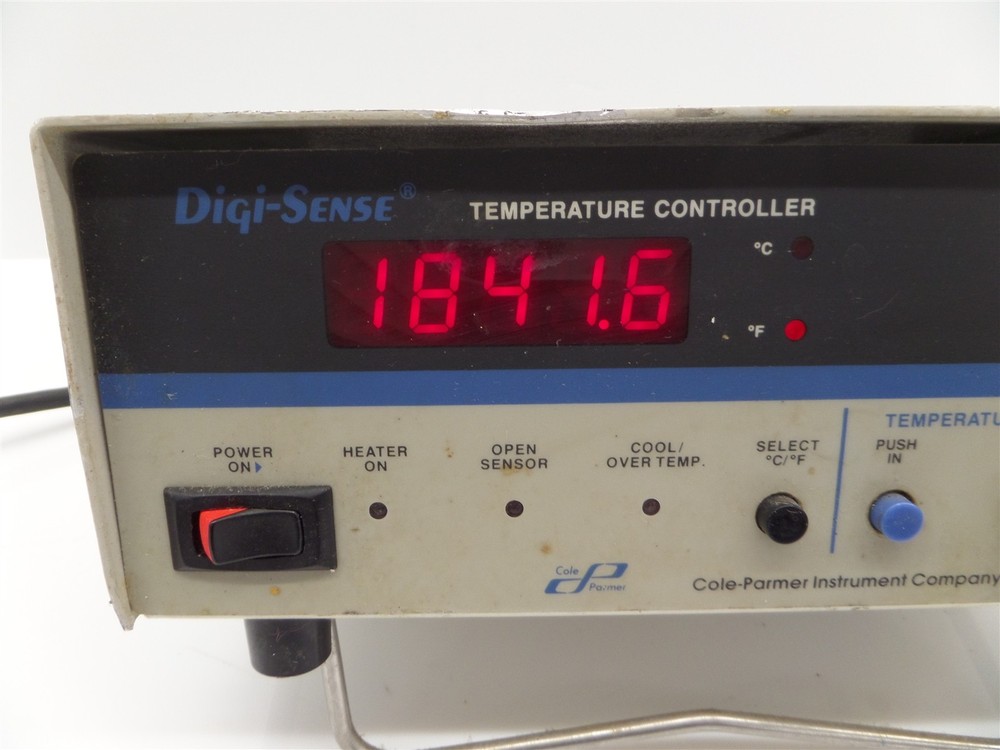 Digi-Sense® TEMPERATURE CONTROLLER
1841.6
°C
°F
POWER
ON
HEATER
ON
OPEN
SENSOR
COOL/
OVER TEMP.
SELECT
°C/°F
TEMPERATU
PUSH
IN
Cole
Parmer
Cole-Parmer Instrument Company